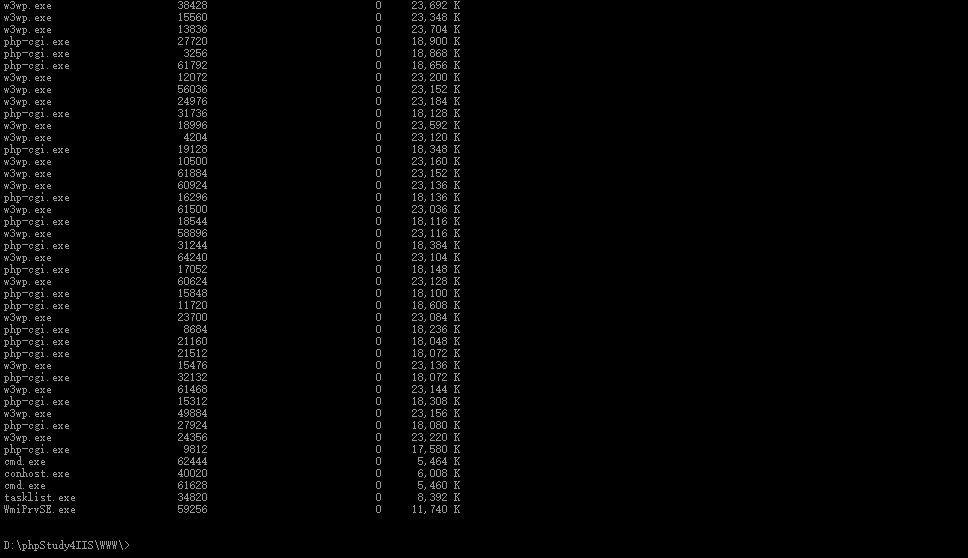 w3wp.exe 38428 0 23,692 K
w3wp.exe 15560 0 23,348 K
w3wp.exe 13836 0 23,704 K
php-cgi.exe 27720 0 18,900 K
php-cgi.exe 3256 0 18,868 K
php-cgi.exe 61792 0 18,656 K
w3wp.exe 12072 0 23,200 K
w3wp.exe 56036 0 23,152 K
w3wp.exe 24976 0 23,184 K
php-cgi.exe 31736 0 18,128 K
w3wp.exe 18996 0 23,592 K
w3wp.exe 4204 0 23,120 K
php-cgi.exe 19128 0 18,348 K
w3wp.exe 10500 0 23,160 K
w3wp.exe 61884 0 23,152 K
w3wp.exe 60924 0 23,136 K
php-cgi.exe 16296 0 18,136 K
w3wp.exe 61500 0 23,036 K
php-cgi.exe 18544 0 18,116 K
w3wp.exe 58896 0 23,116 K
php-cgi.exe 31244 0 18,384 K
w3wp.exe 64240 0 23,104 K
php-cgi.exe 17052 0 18,148 K
w3wp.exe 60624 0 23,128 K
php-cgi.exe 15848 0 18,100 K
php-cgi.exe 11720 0 18,608 K
w3wp.exe 23700 0 23,084 K
php-cgi.exe 8684 0 18,236 K
php-cgi.exe 21160 0 18,048 K
php-cgi.exe 21512 0 18,072 K
w3wp.exe 15476 0 23,136 K
php-cgi.exe 32132 0 18,072 K
w3wp.exe 61468 0 23,144 K
php-cgi.exe 15312 0 18,308 K
w3wp.exe 49884 0 23,156 K
php-cgi.exe 27924 0 18,080 K
w3wp.exe 24356 0 23,220 K
php-cgi.exe 9812 0 17,580 K
cmd.exe 62444 0 5,464 K
conhost.exe 40020 0 6,008 K
cmd.exe 61628 0 5,460 K
tasklist.exe 34820 0 8,392 K
WmiPrvSE.exe 59256 0 11,740 K
D:\phpStudy4IIS\WWW\>